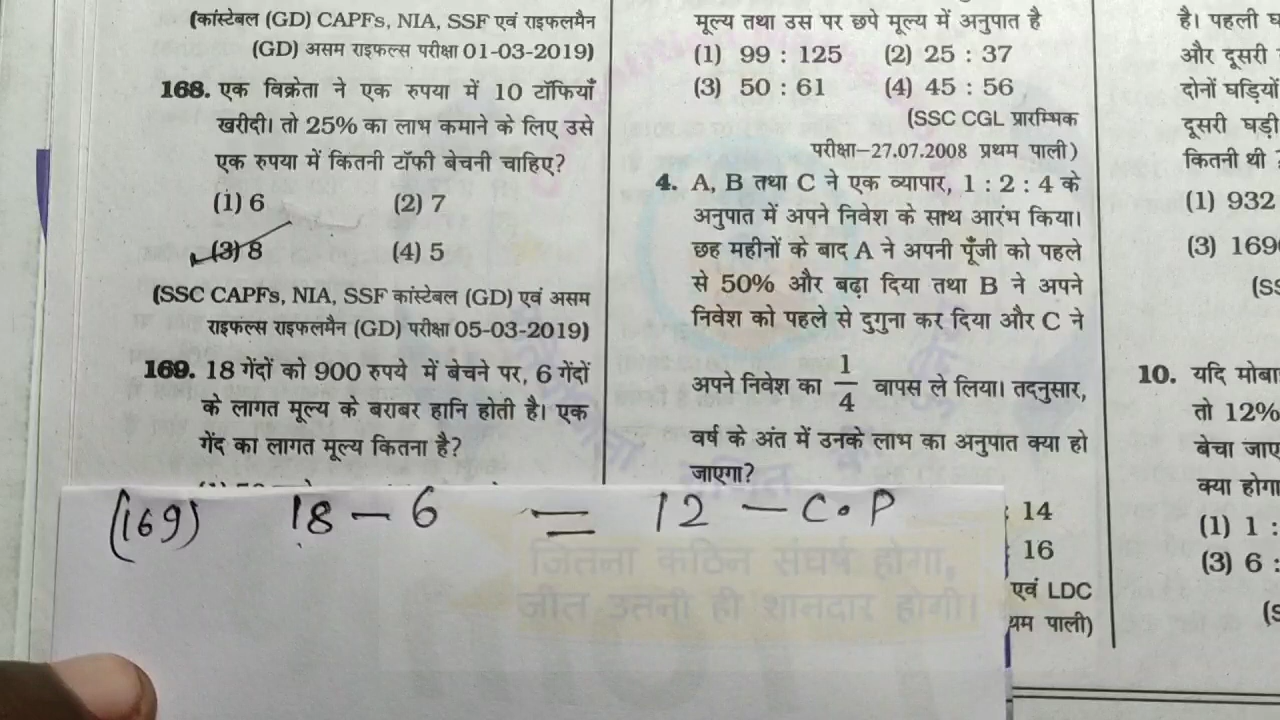 (कांस्टेबल (GD) CAPFs, NIA, SSF एवं राइफलमैन
(GD) असम राइफल्स परीक्षा 01-03-2019)
168. एक विक्रेता ने एक रुपया में 10 टॉफियाँ
खरीदी। तो 25% का लाभ कमाने के लिए उसे
एक रुपया में कितनी टॉफी बेचनी चाहिए?
(1) 6 (2) 7
(3) 8 (4) 5
(SSC CAPFs, NIA, SSF कांस्टेबल (GD) एवं असम
राइफल्स राइफलमैन (GD) परीक्षा 05-03-2019)
169. 18 गेंदों को 900 रुपये में बेचने पर, 6 गेंदों
के लागत मूल्य के बराबर हानि होती है। एक
गेंद का लागत मूल्य कितना है?
(169) 18 – 6 = 12 – C.P
जितना कठिन संघर्ष होगा,
जीत उतनी ही शानदार होगी।
मूल्य तथा उस पर छपे मूल्य में अनुपात है
(1) 99 : 125 (2) 25 : 37
(3) 50 : 61 (4) 45 : 56
(SSC CGL प्रारम्भिक
परीक्षा–27.07.2008 प्रथम पाली)
4. A, B तथा C ने एक व्यापार, 1 : 2 : 4 के
अनुपात में अपने निवेश के साथ आरंभ किया।
छह महीनों के बाद A ने अपनी पूँजी को पहले
से 50% और बढ़ा दिया तथा B ने अपने
निवेश को पहले से दुगुना कर दिया और C ने
अपने निवेश का 1/4 वापस ले लिया। तदनुसार,
वर्ष के अंत में उनके लाभ का अनुपात क्या हो
जाएगा?
: 14
: 16
एवं LDC
पाली)
है। पहली
और दूसरी
दोनों घड़ियों
दूसरी घड़ी
कितनी थी ?
(1) 932
(3) 169
10. यदि
तो 12%
बेचा जाए
क्या होगा
(1) 1 :
(3) 6 :